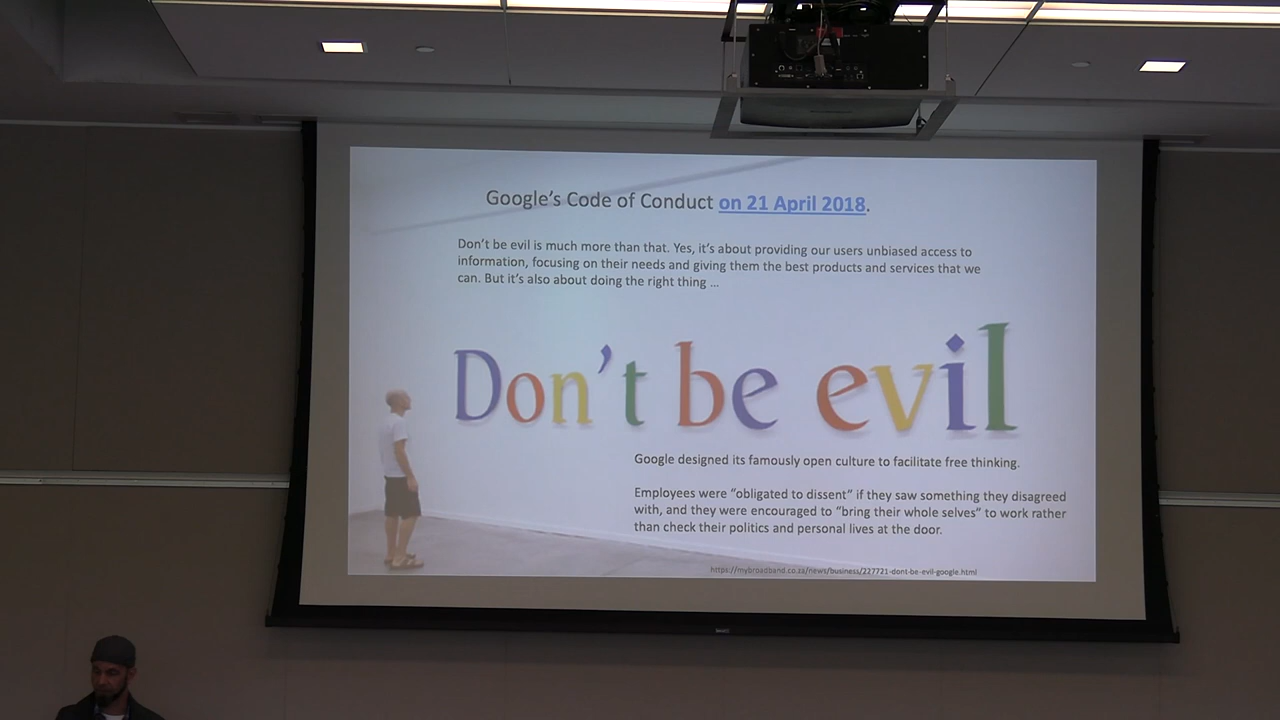 Google's Code of Conduct on 21 April 2018.
Don't be evil is much more than that. Yes, it's about providing our users unbiased access to
information, focusing on their needs and giving them the best products and services that we
can. But it's also about doing the right thing ...
Don't be evil
Google designed its famously open culture to facilitate free thinking.
Employees were “obligated to dissent” if they saw something they disagreed
with, and they were encouraged to “bring their whole selves” to work rather
than check their politics and personal lives at the door.
https://mybroadband.co.za/news/business/227721-dont-be-evil-google.html